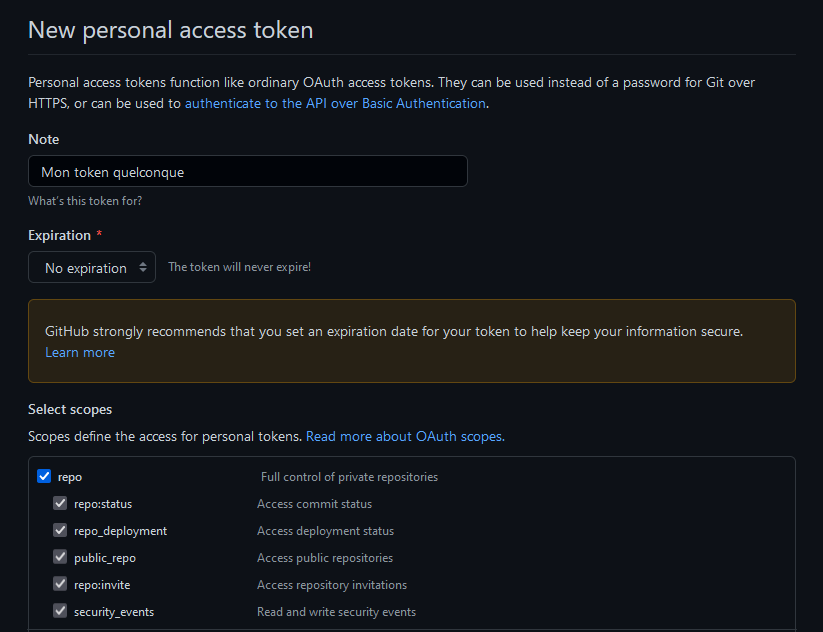 New personal access token
Personal access tokens function like ordinary OAuth access tokens. They can be used instead of a password for Git over
HTTPS, or can be used to authenticate to the API over Basic Authentication.
Note
Mon token quelconque
What's this token for?
Expiration *
No expiration The token will never expire!
GitHub strongly recommends that you set an expiration date for your token to help keep your information secure.
Learn more
Select scopes
Scopes define the access for personal tokens. Read more about OAuth scopes.
repo Full control of private repositories
repo:status Access commit status
repo_deployment Access deployment status
public_repo Access public repositories
repo:invite Access repository invitations
security_events Read and write security events